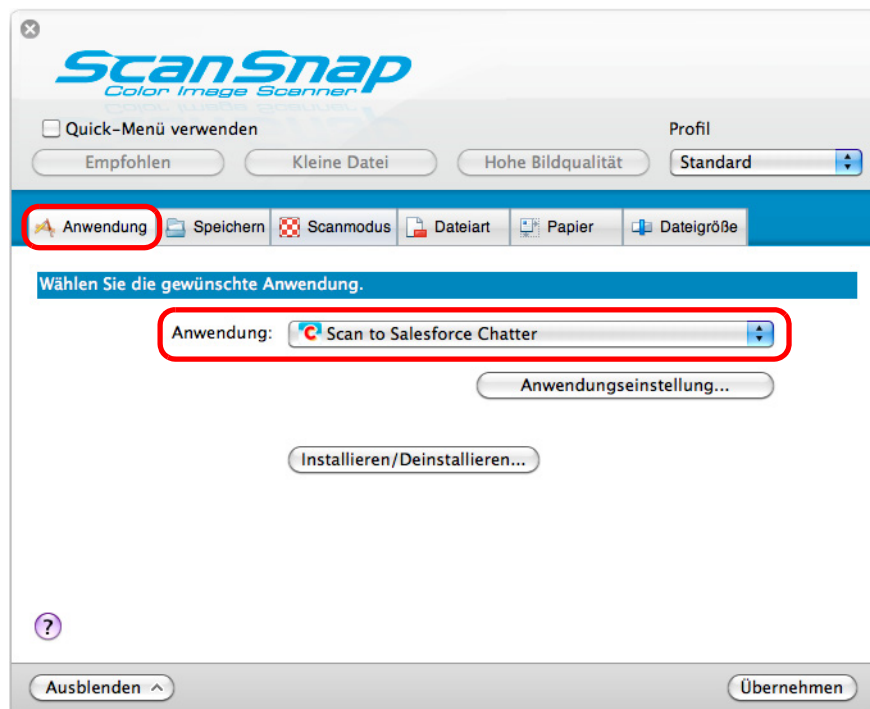 ScanSnap
Color Image Scanner
Quick-Menü verwenden
Profil
Empfohlen
Kleine Datei
Hohe Bildqualität
Standard
Anwendung
Speichern
Scanmodus
Dateiart
Papier
Dateigröße
Wählen Sie die gewünschte Anwendung.
Anwendung:
C Scan to Salesforce Chatter
Anwendungseinstellung...
Installieren/Deinstallieren...
?
Ausblenden
Übernehmen